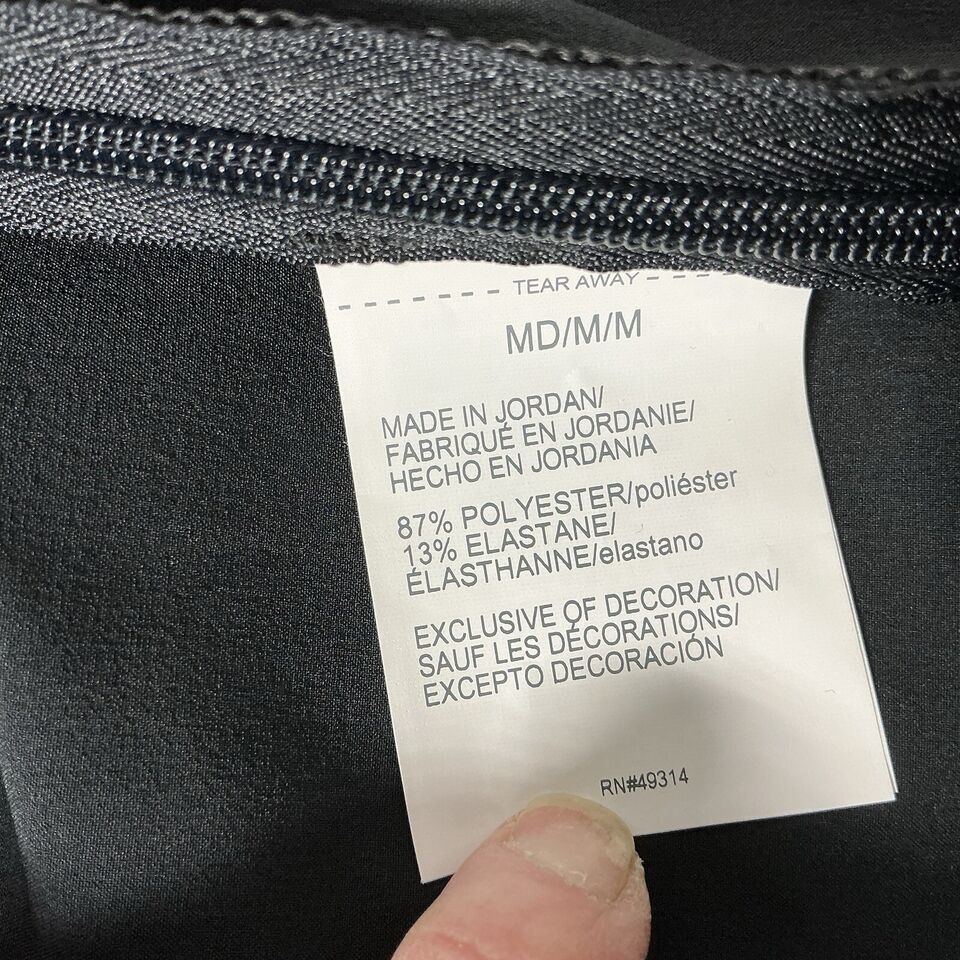 TEAR AWAY
MD/M/M
MADE IN JORDAN/
FABRIQUÉ EN JORDANIE/
HECHO EN JORDANIA
87% POLYESTER/poliéster
13% ELASTANE/
ÉLASTHANNE/elastano
EXCLUSIVE OF DECORATION/
SAUF LES DÉCORATIONS/
EXCEPTO DECORACIÓN
RN#49314